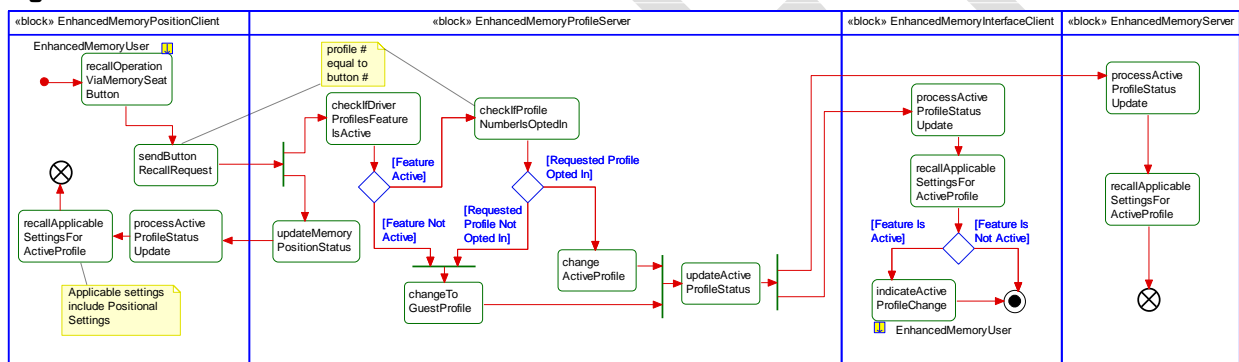 «block» EnhancedMemoryPositionClient
«block» EnhancedMemoryProfileServer
«block» EnhancedMemoryInterfaceClient
«block» EnhancedMemoryServer
EnhancedMemoryUser
recallOperation
ViaMemorySeat
Button
sendButton
RecallRequest
recallApplicable
SettingsFor
ActiveProfile
processActive
ProfileStatus
Update
Applicable settings
include Positional
Settings
profile #
equal to
button #
checkIfDriver
ProfilesFeature
IsActive
checkIfProfile
NumberIsOptedIn
[Feature
Active]
[Feature Not
Active]
[Requested Profile
Opted In]
[Requested
Profile Not
Opted In]
updateMemory
PositionStatus
changeTo
GuestProfile
change
ActiveProfile
updateActive
ProfileStatus
processActive
ProfileStatus
Update
recallApplicable
SettingsFor
ActiveProfile
[Feature Is
Active]
[Feature Is
Not Active]
indicateActive
ProfileChange
EnhancedMemoryUser
processActive
ProfileStatus
Update
recallApplicable
SettingsFor
ActiveProfile